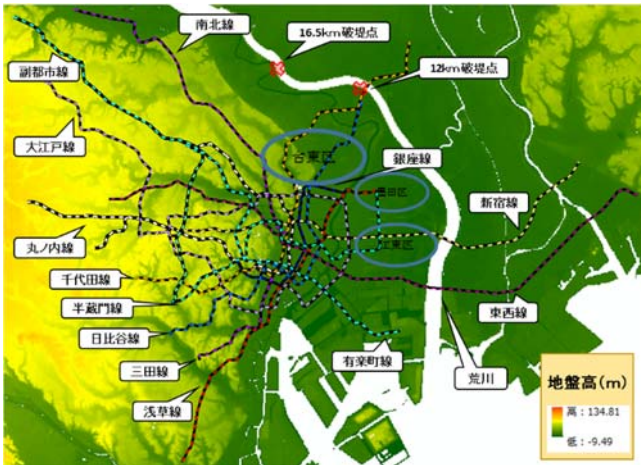 南北線
16.5km破堤点
副都市線
12km破堤点
大江戸線
台東区
銀座線
墨田区
新宿線
丸ノ内線
江東区
千代田線
半蔵門線
東西線
日比谷線
有楽町線
荒川
三田線
浅草線
地盤高(m)
高：134.81
低：-9.49